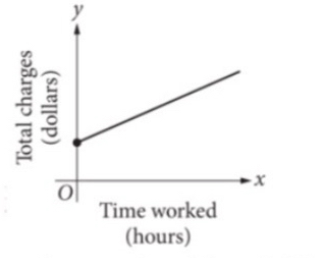 y
Total charges
(dollars)
x
O
Time worked
(hours)